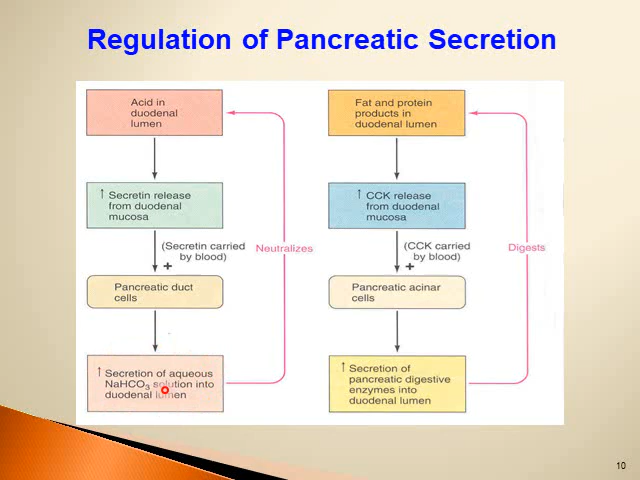 Regulation of Pancreatic Secretion
Acid in
duodenal
lumen
↑ Secretin release
from duodenal
mucosa
(Secretin carried
by blood)
+
Neutralizes
Pancreatic duct
cells
↑ Secretion of aqueous
NaHCO3 solution into
duodenal lumen
Fat and protein
products in
duodenal lumen
↑ CCK release
from duodenal
mucosa
(CCK carried
by blood)
+
Digests
Pancreatic acinar
cells
↑ Secretion of
pancreatic digestive
enzymes into
duodenal lumen
10